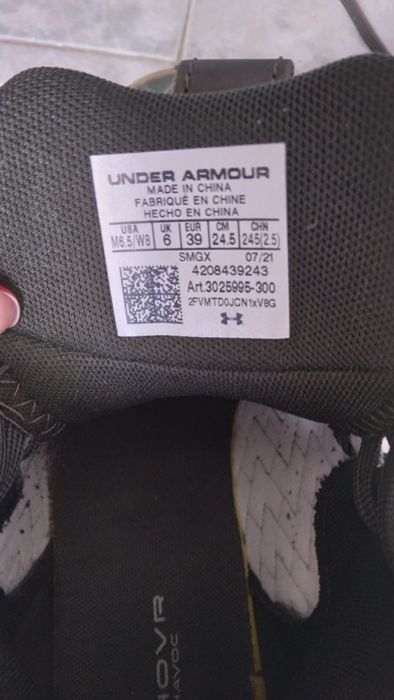 UNDER ARMOUR
MADE IN CHINA
FABRIQUÉ EN CHINE
HECHO EN CHINA
USA UK EUR CM CHN
M6.5/W8 6 39 24.5 245(2.5)
SMGX 07/21
4208439243
Art.3025995-300
2FVMTD0JCN1xV8G
HOVR
HAVOC